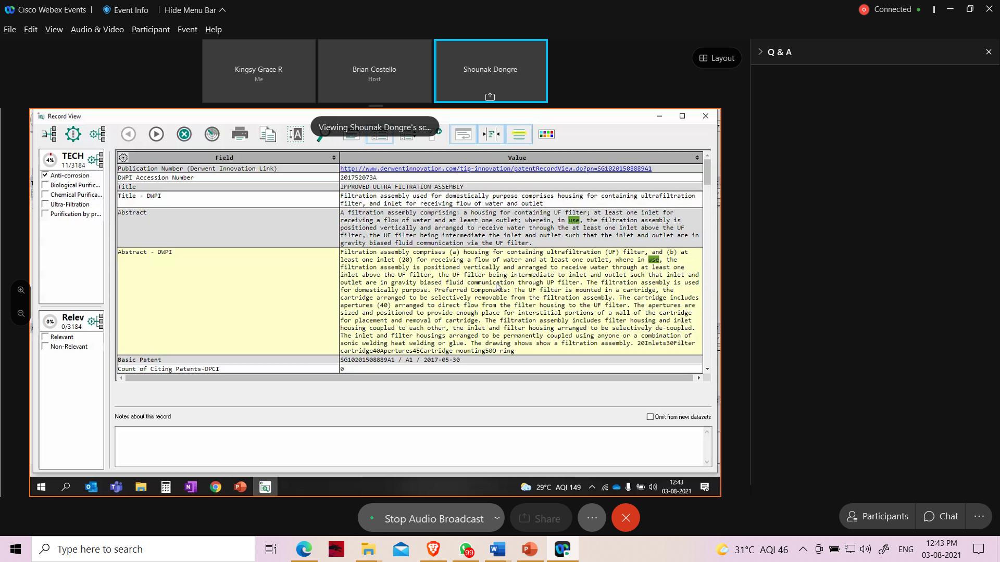 Cisco Webex Events | Event Info | Hide Menu Bar
Connected
File Edit View Audio & Video Participant Event Help
Kingsy Grace R
Me
Brian Costello
Host
Shounak Dongre
Layout
Q & A
Record View
Viewing Shounak Dongre's sc...
4%
TECH
11/3184
Anti-corrosion
Biological Purific...
Chemical Purifica...
Ultra-Filtration
Purification by pr...
0%
Relev
0/3184
Relevant
Non-Relevant
Field Value
Publication Number (Derwent Innovation Link) http://www.derwentinnovation.com/tip-innovation/patentRecordView.do?pn=SG10201508889A1
DWPI Accession Number 201752073A
Title IMPROVED ULTRA FILTRATION ASSEMBLY
Title - DWPI Filtration assembly used for domestically purpose comprises housing for containing ultrafiltration
filter, and inlet for receiving flow of water and outlet
Abstract A filtration assembly comprising: a housing for containing UF filter; at least one inlet for
receiving a flow of water and at least one outlet; wherein, in use, the filtration assembly is
positioned vertically and arranged to receive water through the at least one inlet above the UF
filter, the UF filter being intermediate the inlet and outlet such that the inlet and outlet are in
gravity biased fluid communication via the UF filter.
Abstract - DWPI Filtration assembly comprises (a) housing for containing ultrafiltration (UF) filter, and (b) at
least one inlet (20) for receiving a flow of water and at least one outlet, where in use, the
filtration assembly is positioned vertically and arranged to receive water through at least one
inlet above the UF filter, the UF filter being intermediate to inlet and outlet such that inlet and
outlet are in gravity biased fluid communication through UP filter. The filtration assembly is used
for domestically purpose. Preferred Components: The UF filter is mounted in a cartridge, the
cartridge arranged to be selectively removable from the filtration assembly. The cartridge includes
apertures (40) arranged to direct flow from the filter housing to the UF filter. The apertures are
sized and positioned to provide enough place for interstitial portions of a wall of the cartridge
for placement and removal of cartridge. The filtration assembly includes filter housing and inlet
housing coupled to each other, the inlet and filter housing arranged to be selectively de-coupled.
The inlet and filter housings arranged to be permanently coupled using anyone or a combination of
sonic welding heat welding or glue. The drawing shows show a filtration assembly. 20Inlets30Filter
cartridge40Apertures45Cartridge mounting50O-ring
Basic Patent SG10201508889A1 / A1 / 2017-05-30
Count of Citing Patents-DPCI 0
Notes about this record
Omit from new datasets
29°C AQI 149
12:43
03-08-2021
Stop Audio Broadcast
Share
Participants
Chat
Type here to search
99
31°C AQI 46
ENG
12:43 PM
03-08-2021